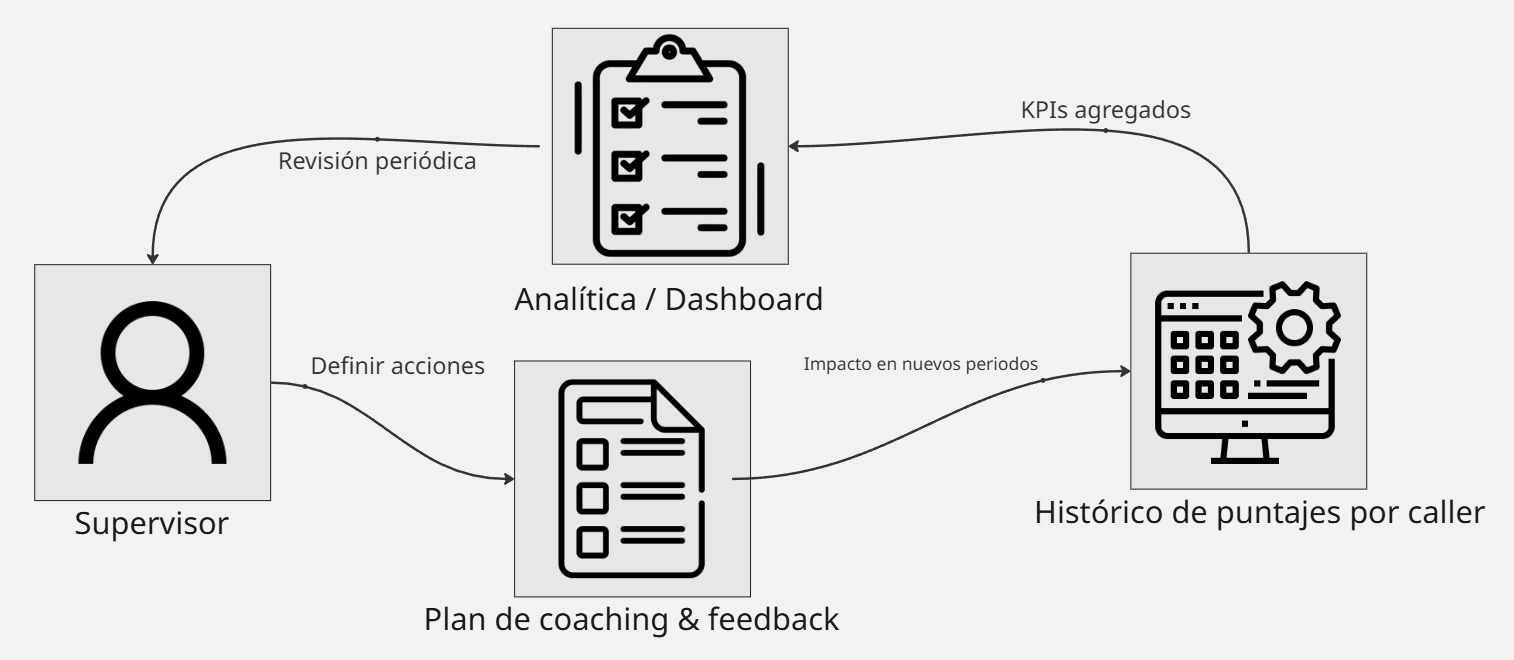 KPIs agregados
Revisión periódica
Analítica / Dashboard
Definir acciones
Impacto en nuevos periodos
Supervisor
Histórico de puntajes por caller
Plan de coaching & feedback